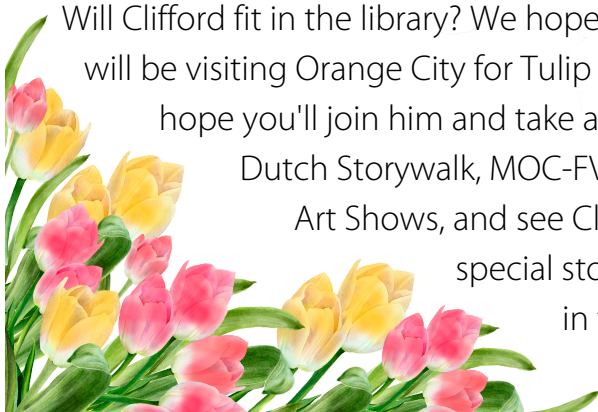 Will Clifford fit in the library? We hope
will be visiting Orange City for Tulip
hope you'll join him and take a
Dutch Storywalk, MOC-FV
Art Shows, and see Cl
special sto
in